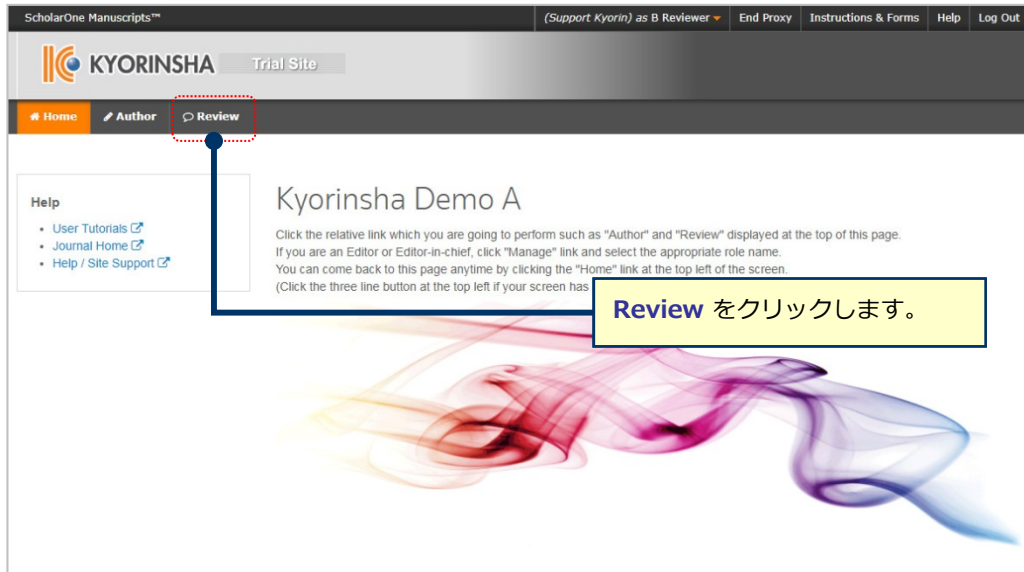 ScholarOne Manuscripts™
(Support Kyorin) as B Reviewer End Proxy Instructions & Forms Help Log Out
KYORINSHA Trial Site
Home Author Review
Help
User Tutorials
Journal Home
Help / Site Support
Kyorinsha Demo A
Click the relative link which you are going to perform such as "Author" and "Review" displayed at the top of this page.
If you are an Editor or Editor-in-chief, click "Manage" link and select the appropriate role name.
You can come back to this page anytime by clicking the "Home" link at the top left of the screen.
(Click the three line button at the top left if your screen has
Review をクリックします。